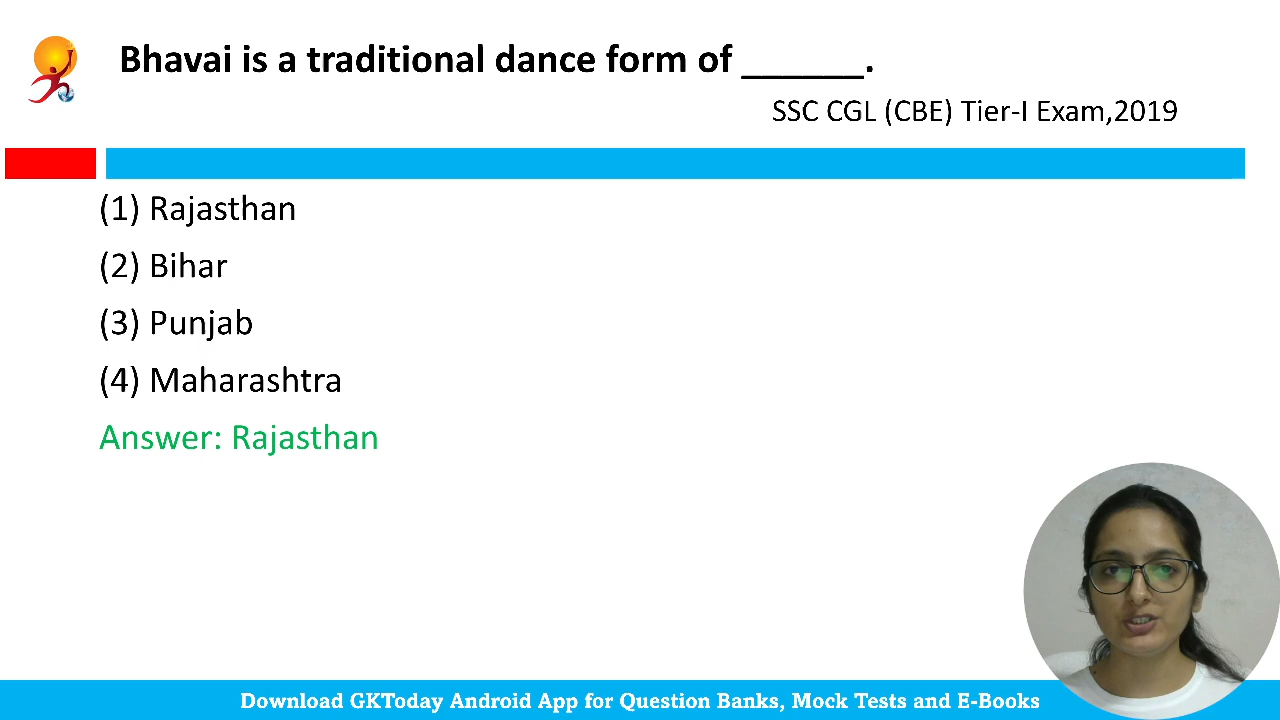 Bhavai is a traditional dance form of ______.
SSC CGL (CBE) Tier-I Exam,2019
(1) Rajasthan
(2) Bihar
(3) Punjab
(4) Maharashtra
Answer: Rajasthan
Download GKToday Android App for Question Banks, Mock Tests and E-Books